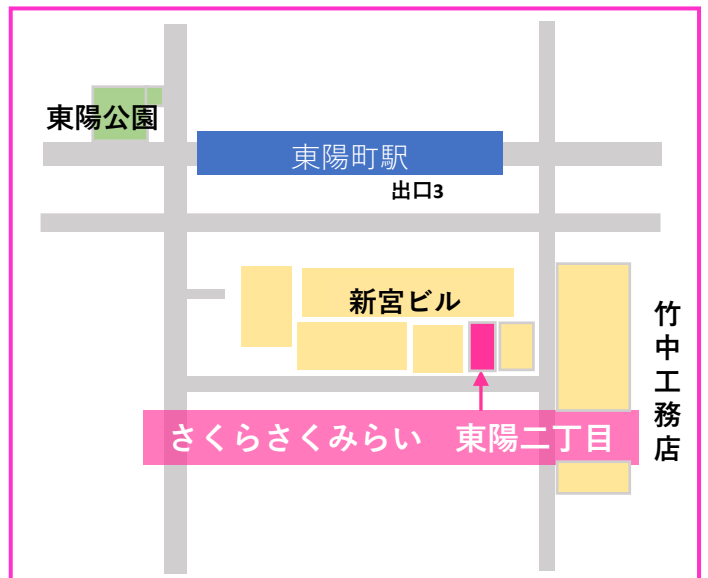 東陽公園
東陽町駅
出口3
新宮ビル
竹中工務店
さくらさくみらい　東陽二丁目